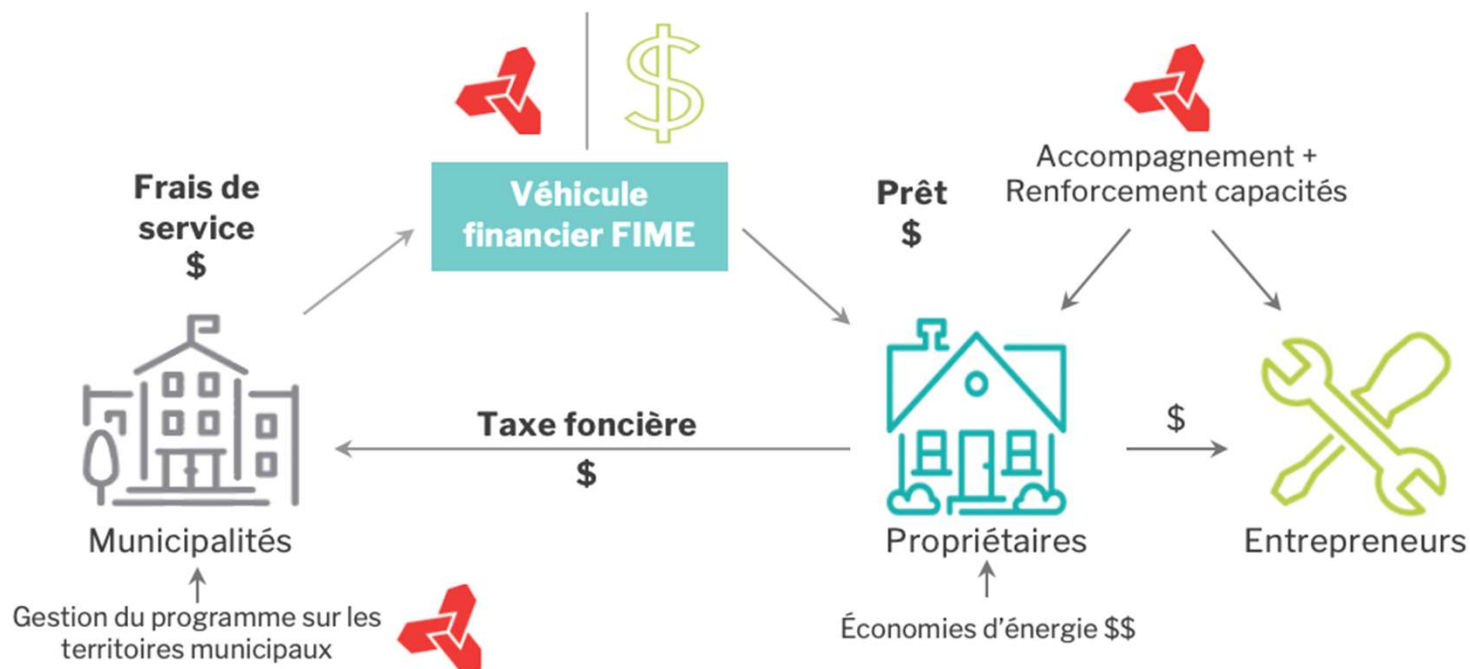 Frais de
service
$
$
Véhicule
financier FIME
Prêt
$
Accompagnement +
Renforcement capacités
Taxe foncière
$
$
Municipalités
Propriétaires
Entrepreneurs
Gestion du programme sur les
territoires municipaux
Économies d'énergie $$